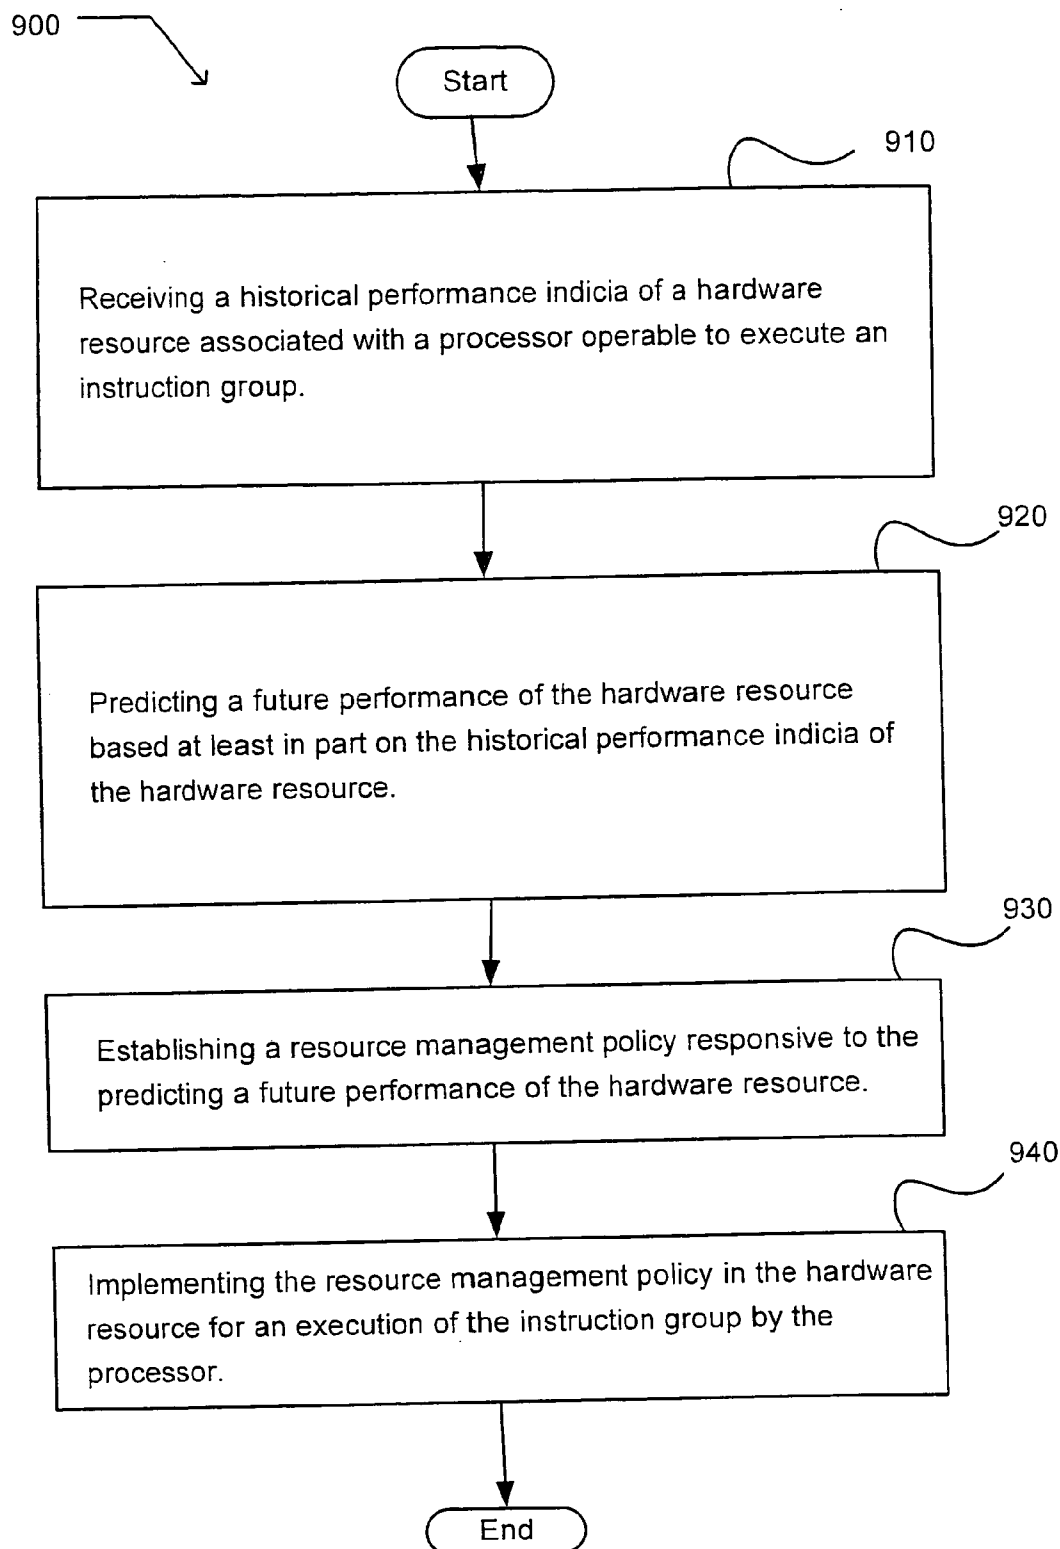 900
Start
910
Receiving a historical performance indicia of a hardware
resource associated with a processor operable to execute an
instruction group.
920
Predicting a future performance of the hardware resource
based at least in part on the historical performance indicia of
the hardware resource.
930
Establishing a resource management policy responsive to the
predicting a future performance of the hardware resource.
940
Implementing the resource management policy in the hardware
resource for an execution of the instruction group by the
processor.
End